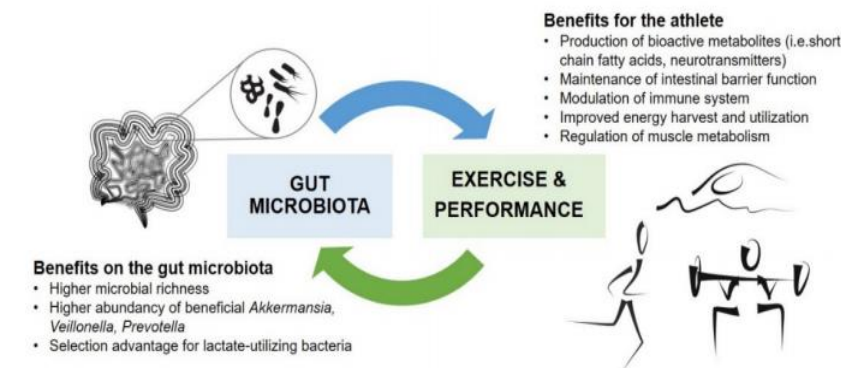 Benefits for the athlete
• Production of bioactive metabolites (i.e.short
chain fatty acids, neurotransmitters)
• Maintenance of intestinal barrier function
• Modulation of immune system
• Improved energy harvest and utilization
• Regulation of muscle metabolism
GUT
MICROBIOTA
EXERCISE &
PERFORMANCE
Benefits on the gut microbiota
• Higher microbial richness
• Higher abundancy of beneficial Akkermansia,
Veillonella, Prevotella
• Selection advantage for lactate-utilizing bacteria